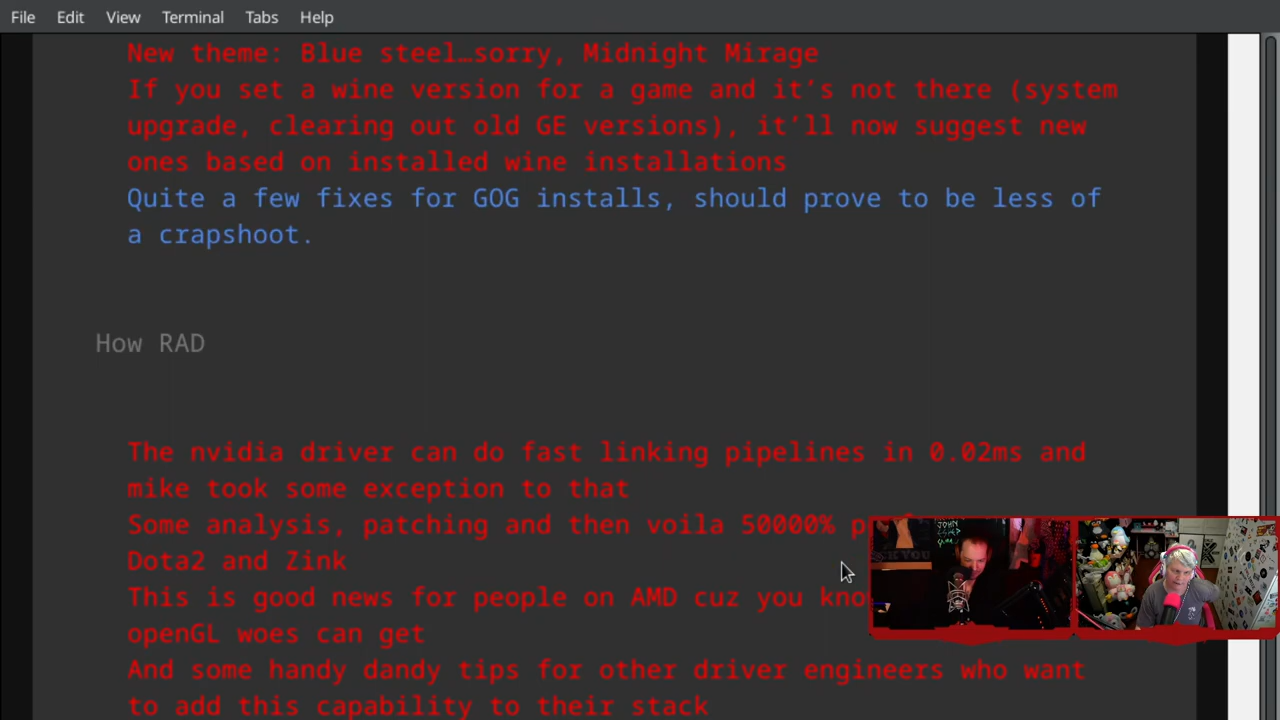 File Edit View Terminal Tabs Help
New theme: Blue steel…sorry, Midnight Mirage
If you set a wine version for a game and it's not there (system
upgrade, clearing out old GE versions), it'll now suggest new
ones based on installed wine installations
Quite a few fixes for GOG installs, should prove to be less of
a crapshoot.
How RAD
The nvidia driver can do fast linking pipelines in 0.02ms and
mike took some exception to that
Some analysis, patching and then voila 50000%
Dota2 and Zink
This is good news for people on AMD cuz you
openGL woes can get
And some handy dandy tips for other driver engineers who want
to add this capability to their stack